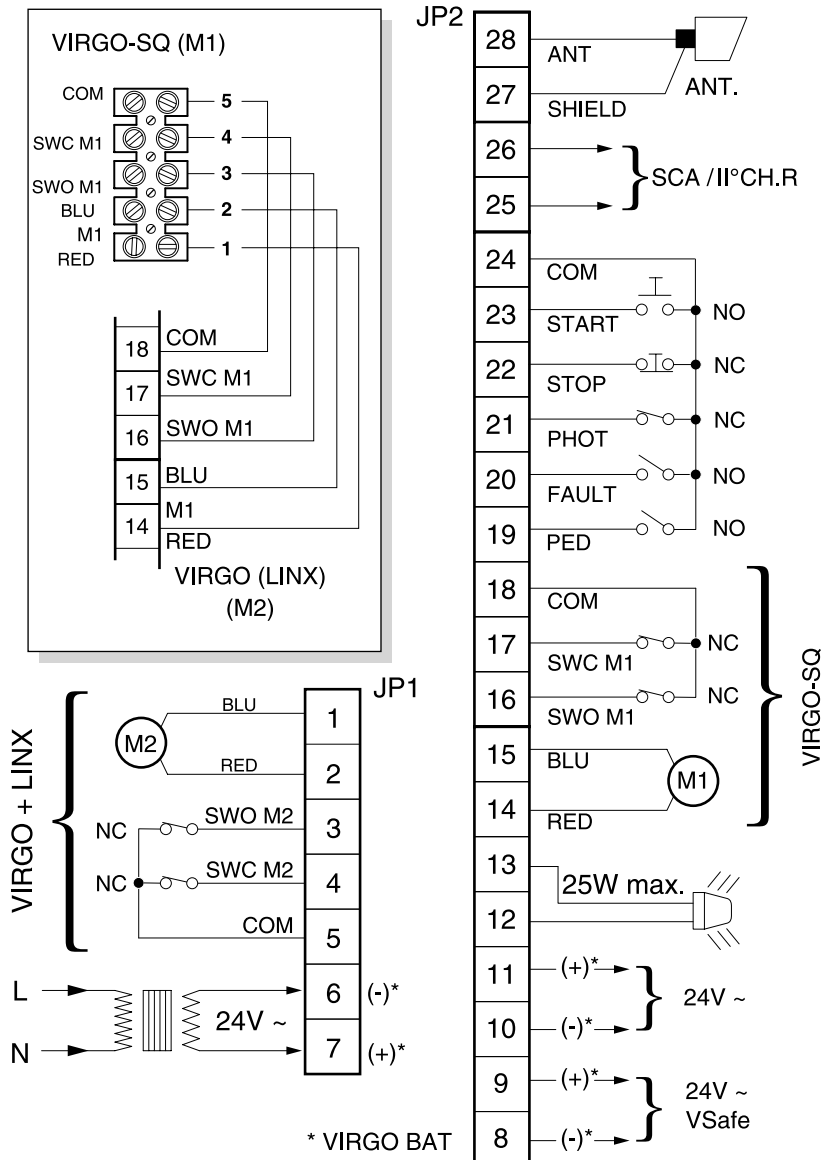 VIRGO-SQ (M1)
COM
5
SWC M1
4
3
SWO M1
BLU
2
M1
RED
1
18 COM
17 SWC M1
16 SWO M1
15 BLU
14 M1
RED
VIRGO (LINX)
(M2)
JP1
VIRGO + LINX
M2
BLU 1
RED 2
NC SWO M2 3
NC SWC M2 4
COM 5
L 24V ~ 6 (-)*
N 7 (+)*
* VIRGO BAT
JP2
28 ANT
ANT.
27 SHIELD
26
SCA /II°CH.R
25
24 COM
23 START NO
22 STOP NC
21 PHOT NC
20 FAULT NO
19 PED NO
18 COM
17 SWC M1 NC
16 SWO M1 NC
15 BLU
M1
14 RED
VIRGO-SQ
13
25W max.
12
11 (+)*
24V ~
10 (-)*
9 (+)*
24V ~
VSafe
8 (-)*